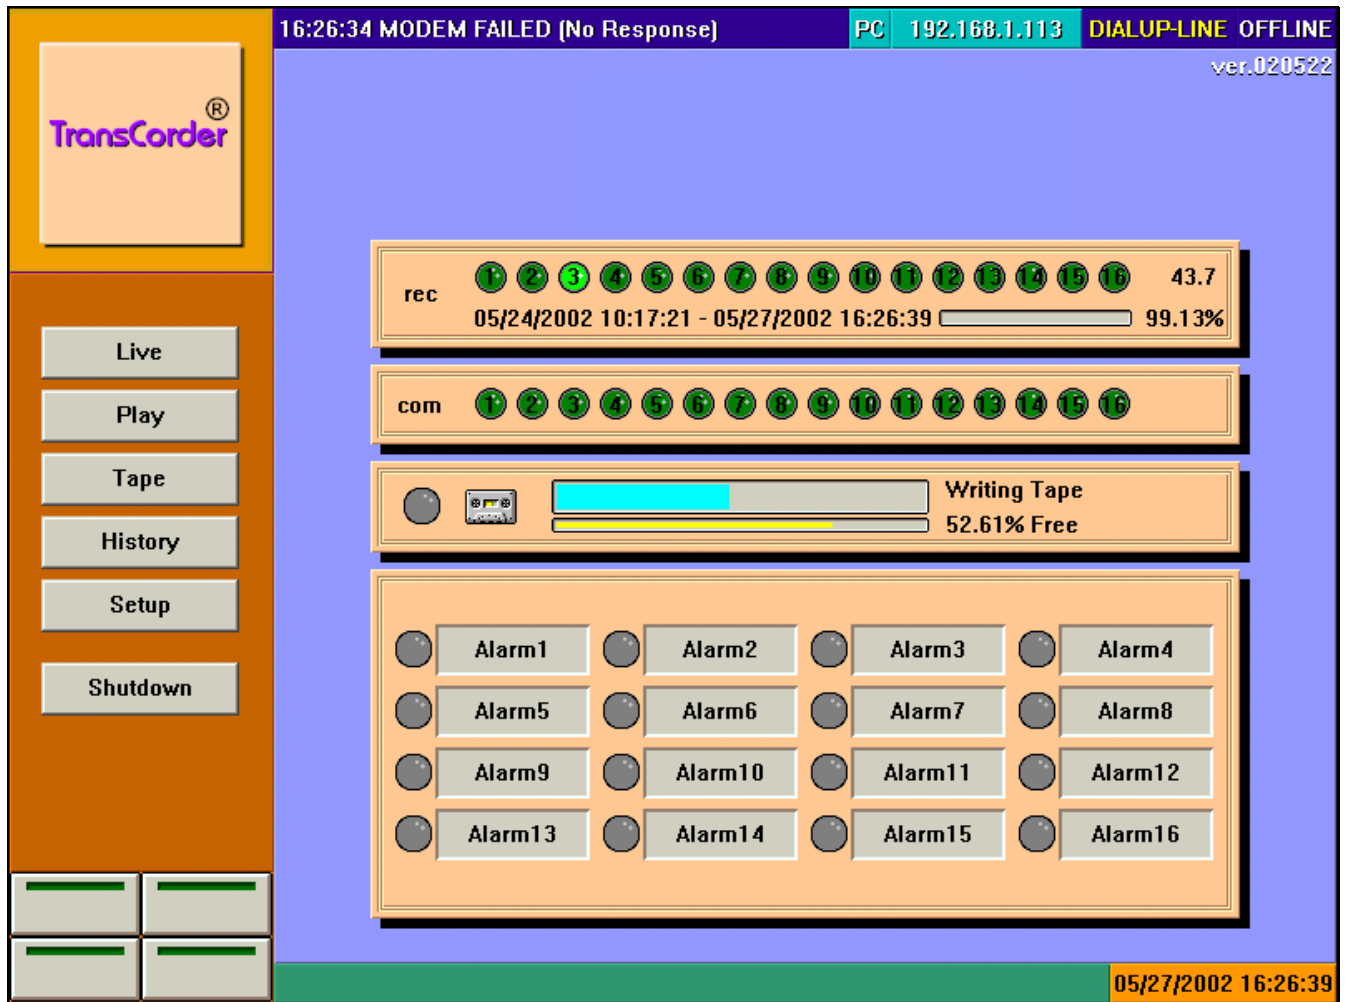 16:26:34 MODEM FAILED (No Response) PC 192.168.1.113 DIALUP-LINE OFFLINE
ver.020522
TransCorder®
Live
Play
Tape
History
Setup
Shutdown
rec 1 2 3 4 5 6 7 8 9 10 11 12 13 14 15 16 43.7
05/24/2002 10:17:21 - 05/27/2002 16:26:39 99.13%
com 1 2 3 4 5 6 7 8 9 10 11 12 13 14 15 16
Writing Tape
52.61% Free
Alarm1 Alarm2 Alarm3 Alarm4
Alarm5 Alarm6 Alarm7 Alarm8
Alarm9 Alarm10 Alarm11 Alarm12
Alarm13 Alarm14 Alarm15 Alarm16
05/27/2002 16:26:39